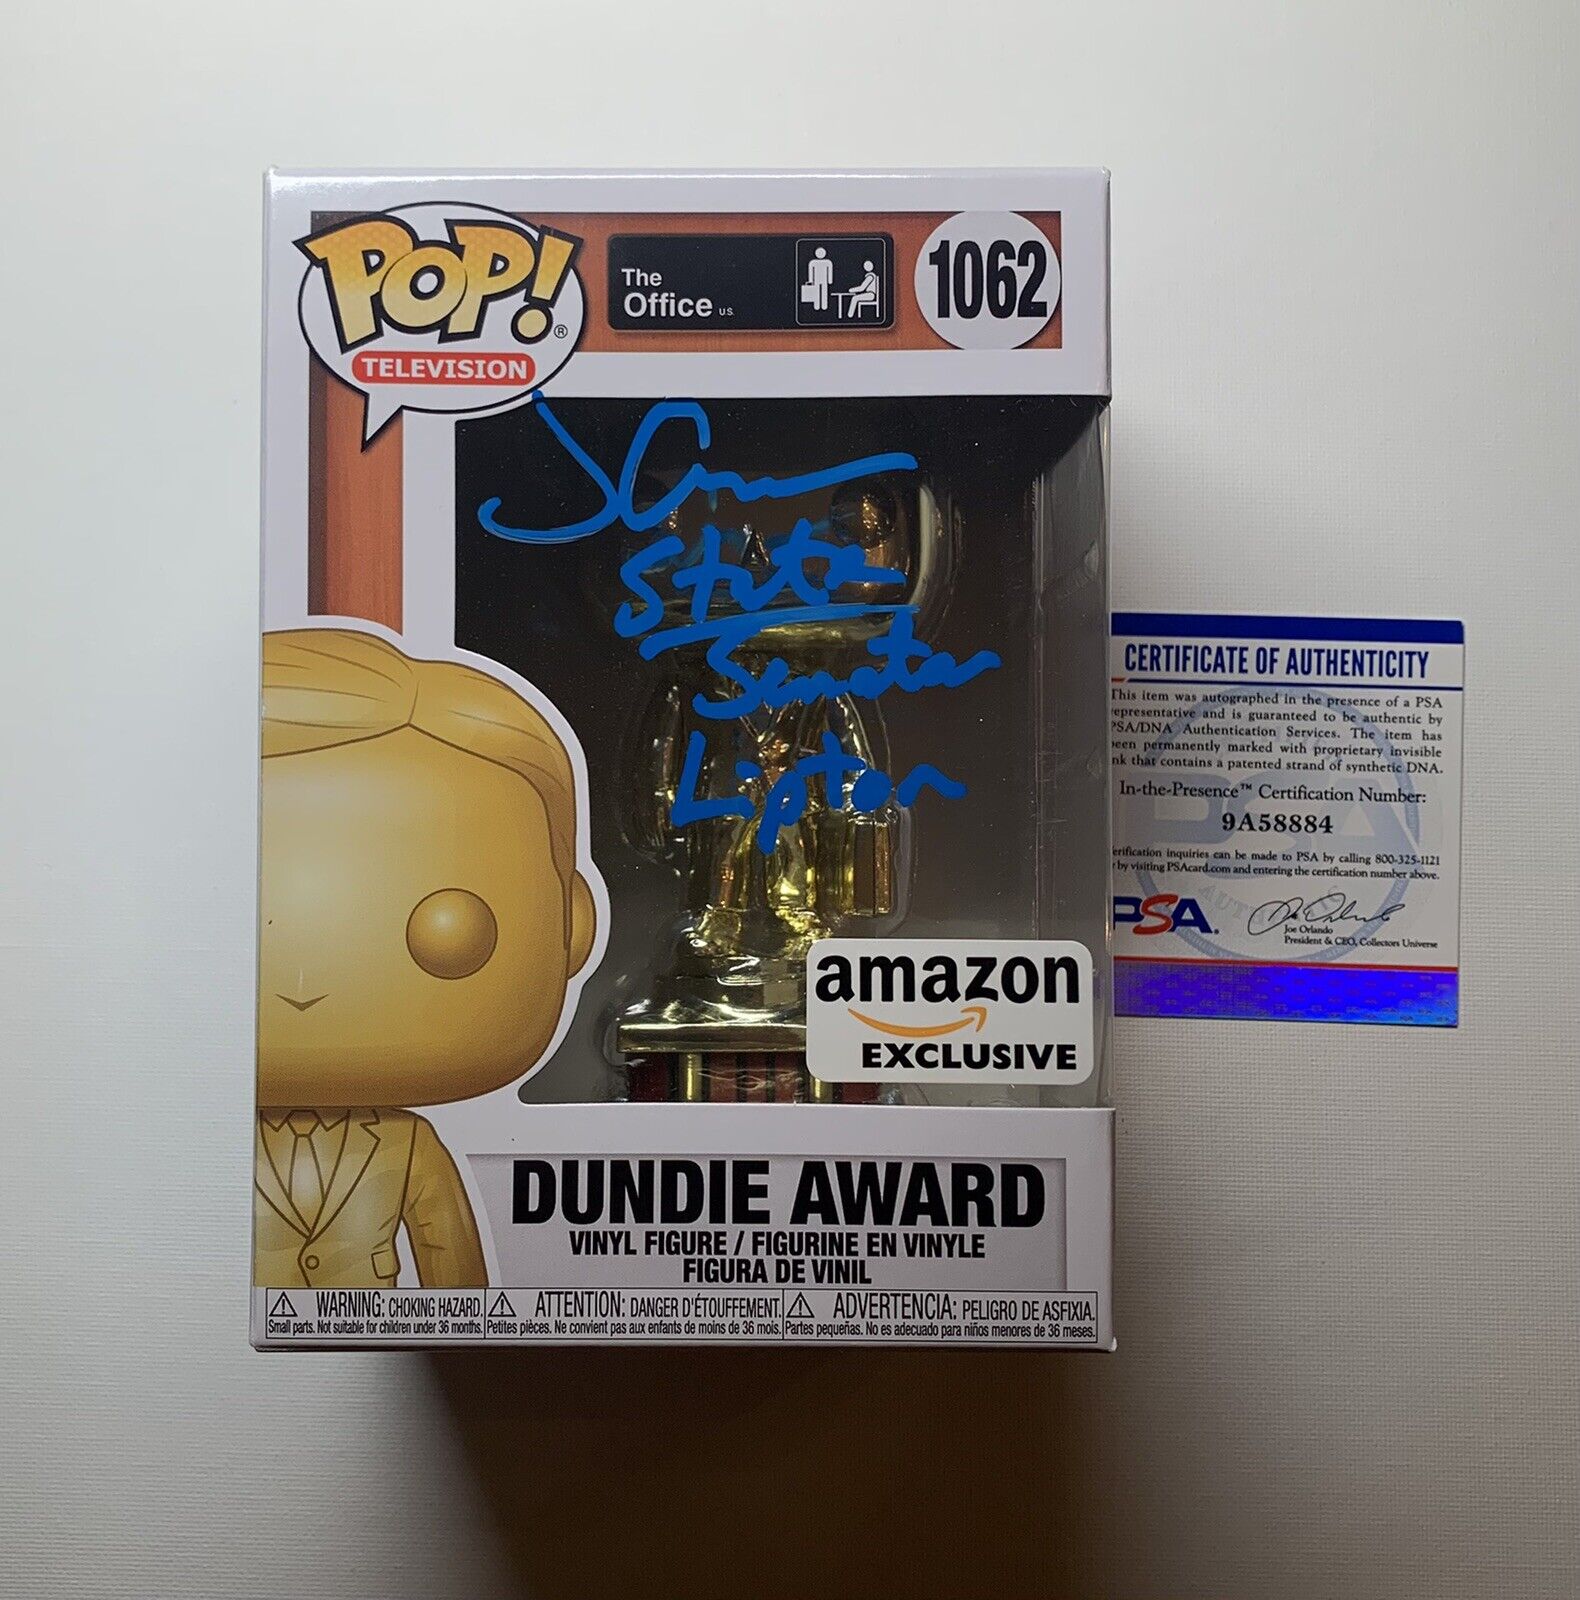 POP!®
TELEVISION
The
Office U.S.
1062
State
Senator
Lipton
amazon
EXCLUSIVE
DUNDIE AWARD
VINYL FIGURE / FIGURINE EN VINYLE
FIGURA DE VINIL
WARNING: CHOKING HAZARD.
Small parts. Not suitable for children under 36 months.
ATTENTION: DANGER D'ÉTOUFFEMENT.
Petites pièces. Ne convient pas aux enfants de moins de 36 mois.
ADVERTENCIA: PELIGRO DE ASFIXIA.
Partes pequeñas. No es adecuado para niños menores de 36 meses.
CERTIFICATE OF AUTHENTICITY
This item was autographed in the presence of a PSA
representative and is guaranteed to be authentic by
PSA/DNA Authentication Services. The item has
been permanently marked with proprietary invisible
ink that contains a patented strand of synthetic DNA.
In-the-Presence™ Certification Number:
9A58884
erification inquiries can be made to PSA by calling 800-325-1121
by visiting PSAcard.com and entering the certification number above.
PSA.
Joe Orlando
President & CEO, Collectors Universe